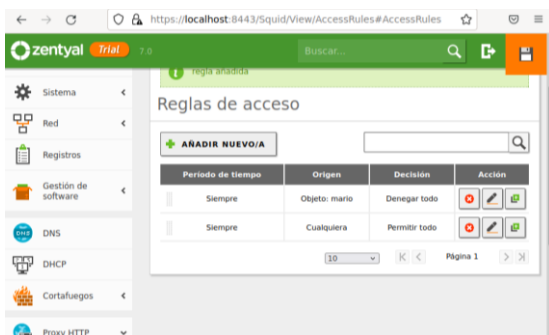 https://localhost:8443/Squid/View/AccessRules#AccessRules
zentyal Trial 7.0 Buscar...
regla añadida
Sistema
Reglas de acceso
Red
AÑADIR NUEVO/A
Registros
Período de tiempo Origen Decisión Acción
Gestión de
software
Siempre Objeto: mario Denegar todo
Siempre Cualquiera Permitir todo
DNS
DHCP
10 Página 1
Cortafuegos
Proxy HTTP